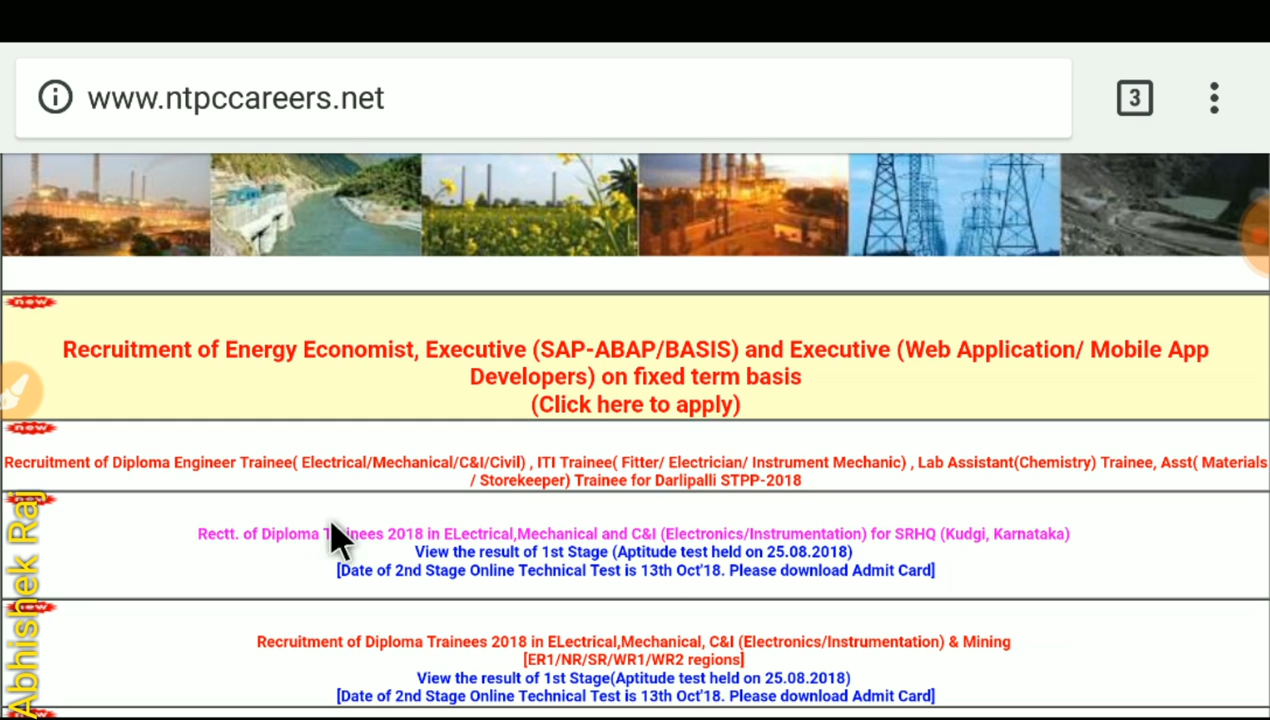 www.ntpccareers.net
3
new
Recruitment of Energy Economist, Executive (SAP-ABAP/BASIS) and Executive (Web Application/ Mobile App
Developers) on fixed term basis
(Click here to apply)
new
Recruitment of Diploma Engineer Trainee( Electrical/Mechanical/C&I/Civil) , ITI Trainee( Fitter/ Electrician/ Instrument Mechanic) , Lab Assistant(Chemistry) Trainee, Asst( Materials
/ Storekeeper) Trainee for Darlipalli STPP-2018
new
Rectt. of Diploma Trainees 2018 in ELectrical,Mechanical and C&I (Electronics/Instrumentation) for SRHQ (Kudgi, Karnataka)
View the result of 1st Stage (Aptitude test held on 25.08.2018)
[Date of 2nd Stage Online Technical Test is 13th Oct'18. Please download Admit Card]
new
Recruitment of Diploma Trainees 2018 in ELectrical,Mechanical, C&I (Electronics/Instrumentation) & Mining
[ER1/NR/SR/WR1/WR2 regions]
View the result of 1st Stage(Aptitude test held on 25.08.2018)
[Date of 2nd Stage Online Technical Test is 13th Oct'18. Please download Admit Card]
Abhishek Raj